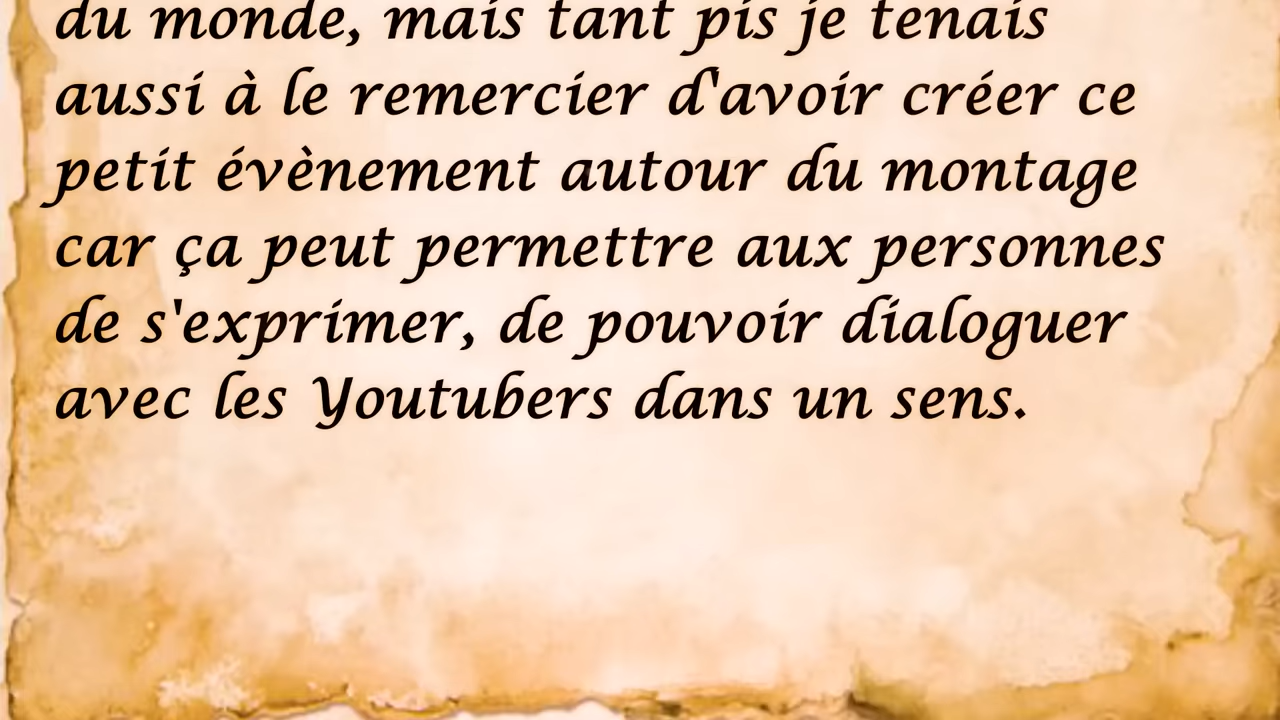 du monde, mais tant pis je tenais
aussi à le remercier d'avoir créer ce
petit évènement autour du montage
car ça peut permettre aux personnes
de s'exprimer, de pouvoir dialoguer
avec les Youtubers dans un sens.